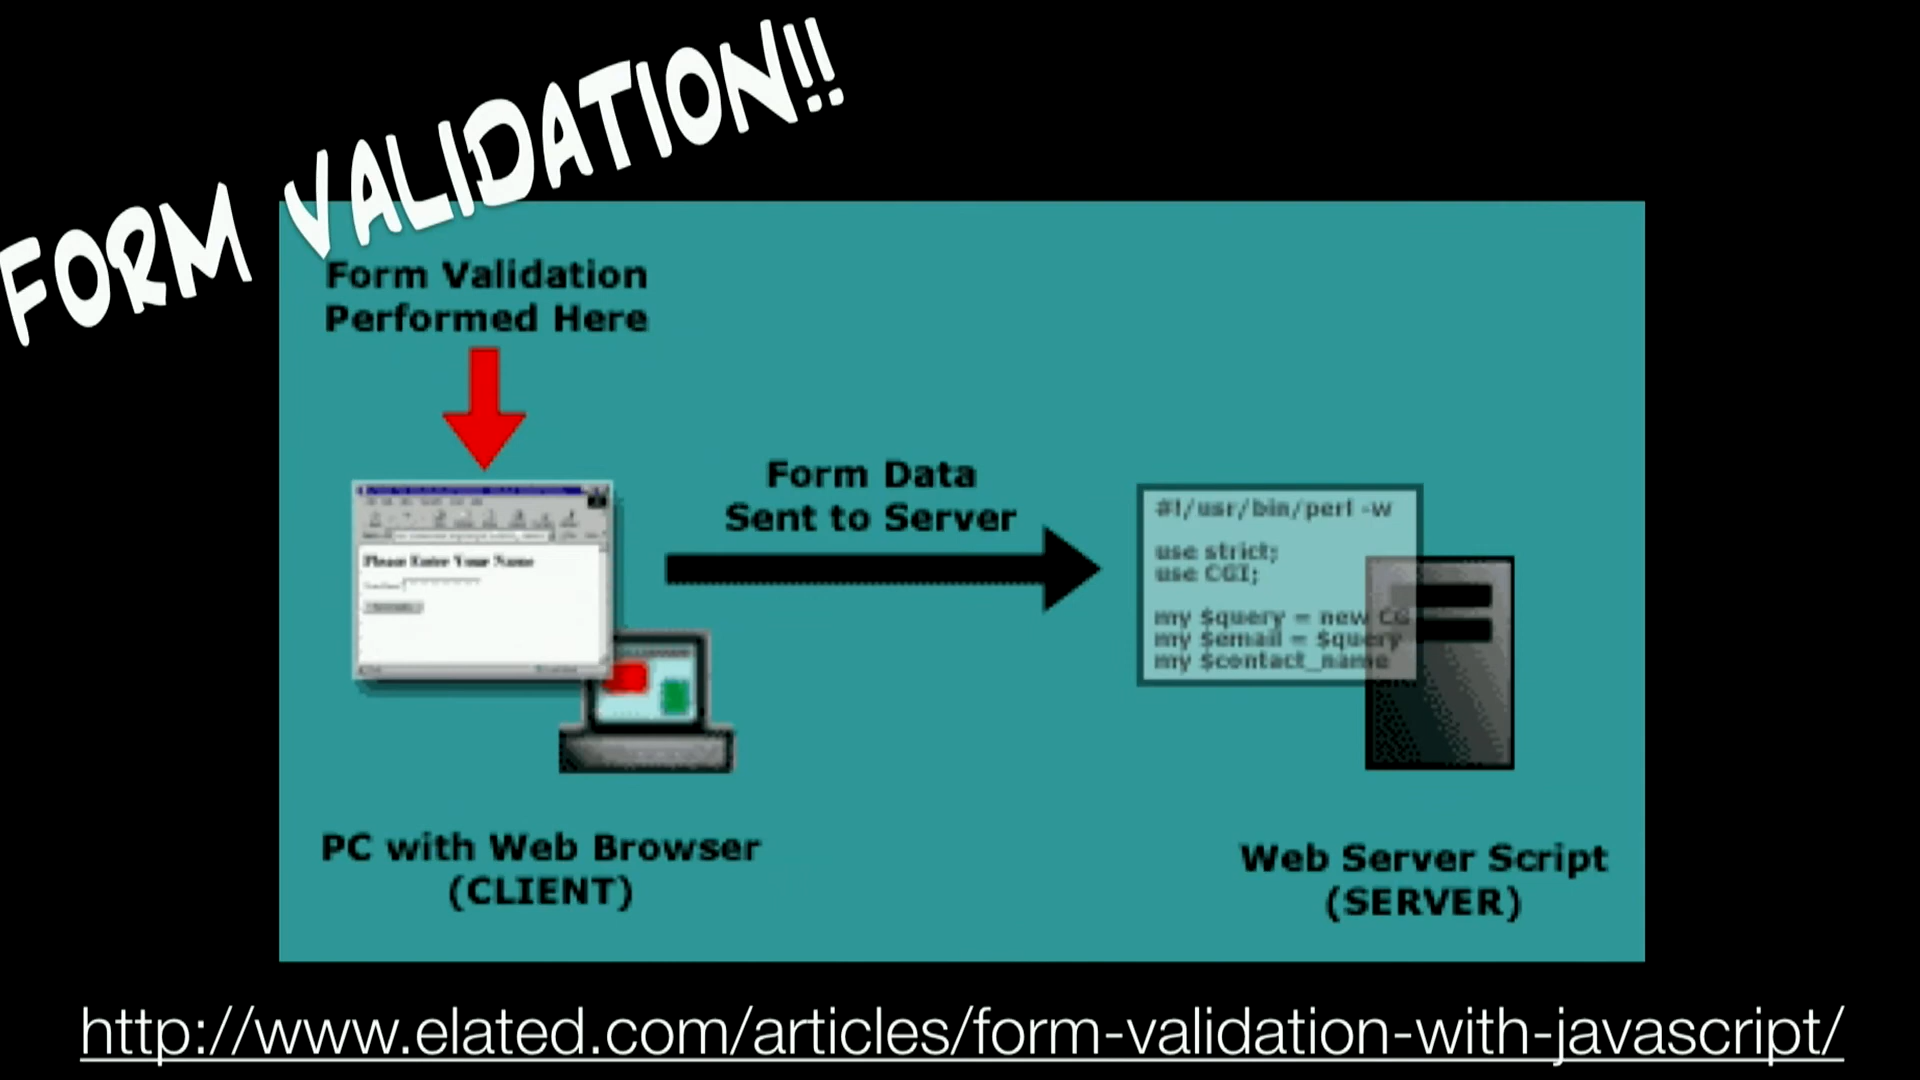 FORM VALIDATION!!
Form Validation
Performed Here
Form Data
Sent to Server
Please Enter Your Name
#!/usr/bin/perl -w
use strict;
use CGI;
my $query = new CG
my $email = $query
my $contact_name
PC with Web Browser
(CLIENT)
Web Server Script
(SERVER)
http://www.elated.com/articles/form-validation-with-javascript/